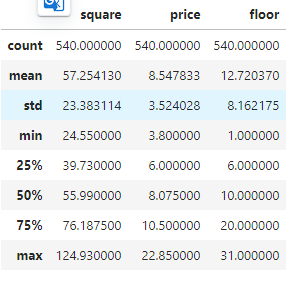 square price floor
count 540.000000 540.000000 540.000000
mean 57.254130 8.547833 12.720370
std 23.383114 3.524028 8.162175
min 24.550000 3.800000 1.000000
25% 39.730000 6.000000 6.000000
50% 55.990000 8.075000 10.000000
75% 76.187500 10.500000 20.000000
max 124.930000 22.850000 31.000000